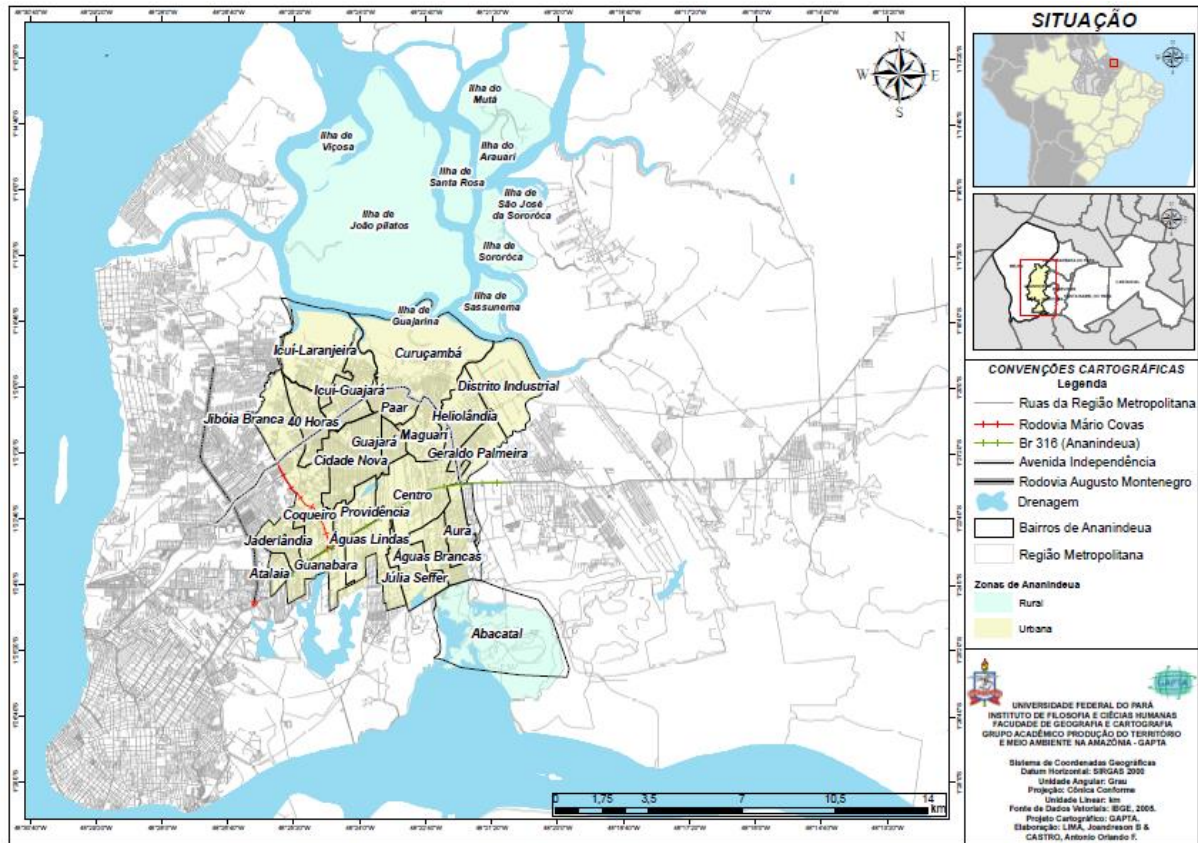 Ilha do
Mutá
Ilha de
Viçosa
Ilha do
Arauari
Ilha de
Santa Rosa
Ilha de
São José
da Sororóca
Ilha de
João pilatos
Ilha de
Sororóca
Ilha de
Sassunema
Ilha de
Guajarina
Icuí-Laranjeira
Curuçambá
Icuí-Guajará
Distrito Industrial
Paar
Jibóia Branca
40 Horas
Heliolândia
Guajará
Maguari
Cidade Nova
Geraldo Palmeira
Centro
Coqueiro
Providência
Jaderlândia
Águas Lindas
Aura
Guanabara
Águas Brancas
Atalaia
Júlia Seffer
Abacatal
N
W
E
S
0 1,75 3,5 7 10,5 14
km
SITUAÇÃO
CONVENÇÕES CARTOGRÁFICAS
Legenda
Ruas da Região Metropolitana
Rodovia Mário Covas
Br 316 (Ananindeua)
Avenida Independência
Rodovia Augusto Montenegro
Drenagem
Bairros de Ananindeua
Região Metropolitana
Zonas de Ananindeua
Rural
Urbana
GAPTA
UNIVERSIDADE FEDERAL DO PARÁ
INSTITUTO DE FILOSOFIA E CIÊCIAS HUMANAS
FACUDADE DE GEOGRAFIA E CARTOGRAFIA
GRUPO ACADÊMICO PRODUÇÃO DO TERRITÓRIO
E MEIO AMBIENTE NA AMAZÔNIA - GAPTA
Sistema de Coordenadas Geográficas
Datum Horizontal: SIRGAS 2000
Unidade Angular: Grau
Projeção: Cônica Conforme
Unidade Linear: km
Fonte de Dados Vetoriais: IBGE, 2005.
Projeto Cartográfico: GAPTA.
Elaboração: LIMA, Joandreson B &
CASTRO, Antonio Orlando F.